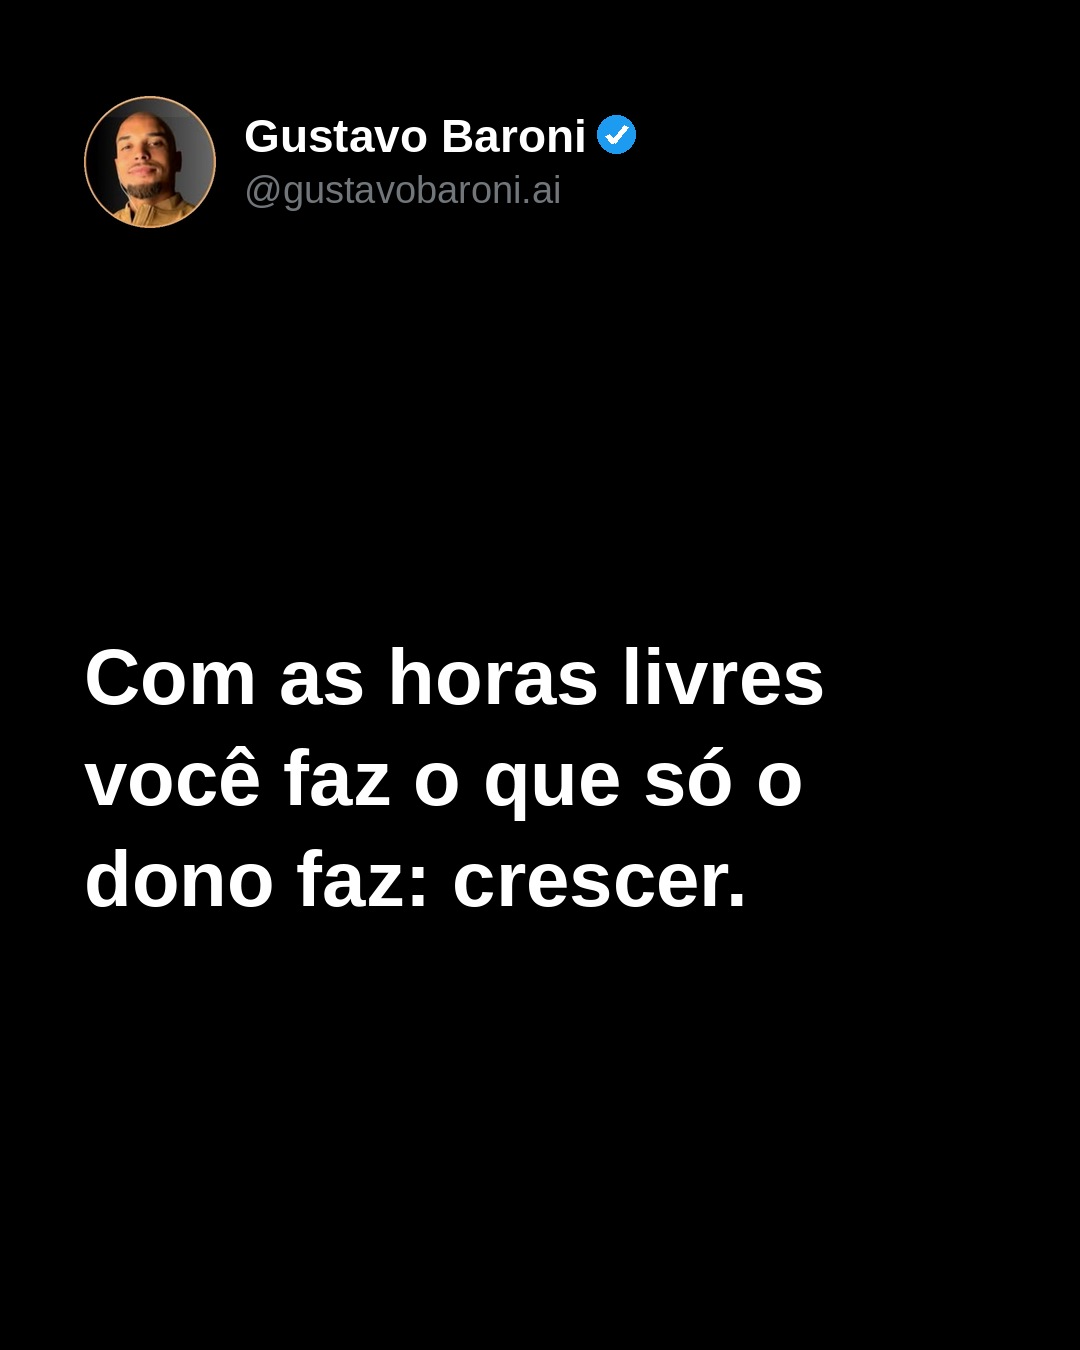 Gustavo Baroni
@gustavobaroni.ai
Com as horas livres
você faz o que só o
dono faz: crescer.